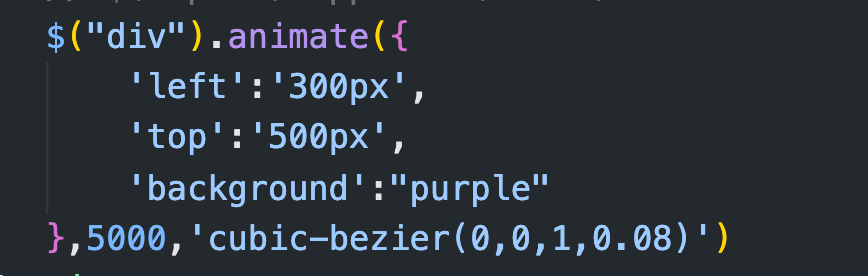 $("div").animate({
'left':'300px',
'top':'500px',
'background':"purple"
},5000,'cubic-bezier(0,0,1,0.08)')